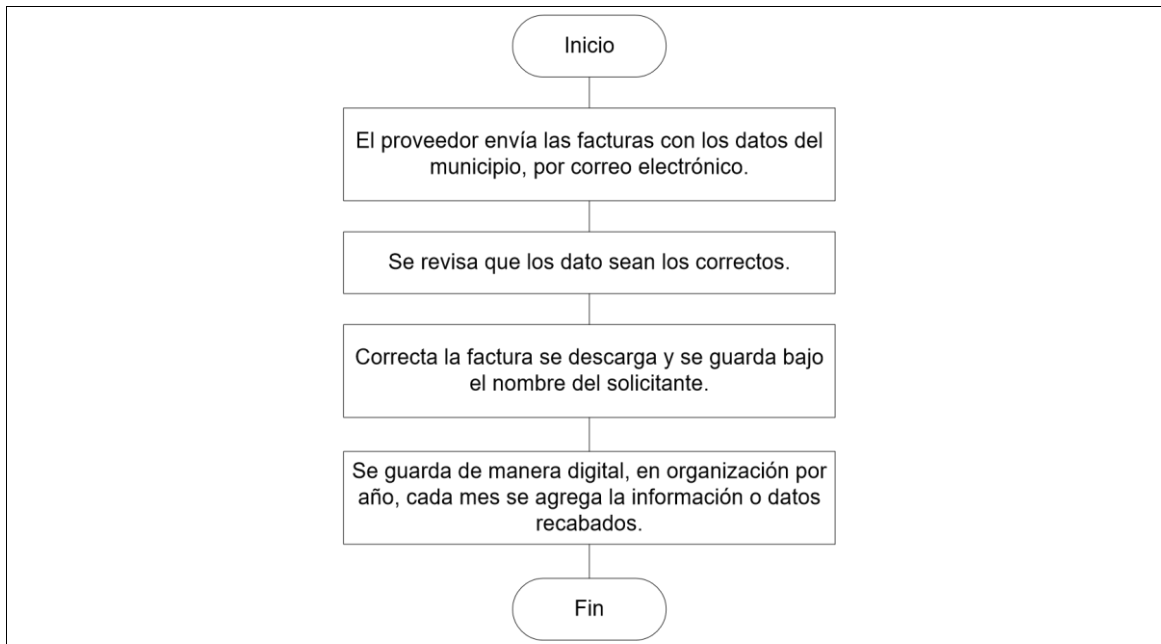 Inicio
El proveedor envía las facturas con los datos del
municipio, por correo electrónico.
Se revisa que los dato sean los correctos.
Correcta la factura se descarga y se guarda bajo
el nombre del solicitante.
Se guarda de manera digital, en organización por
año, cada mes se agrega la información o datos
recabados.
Fin